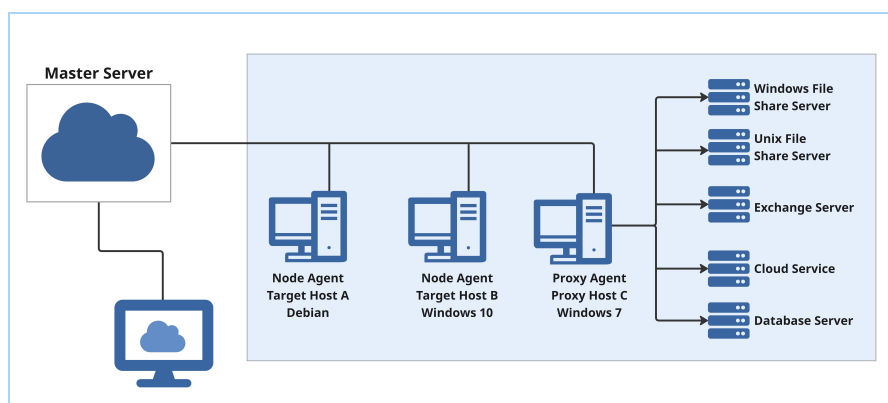 Master Server
Windows File
Share Server
Unix File
Share Server
Exchange Server
Cloud Service
Database Server
Node Agent
Target Host A
Debian
Node Agent
Target Host B
Windows 10
Proxy Agent
Proxy Host C
Windows 7